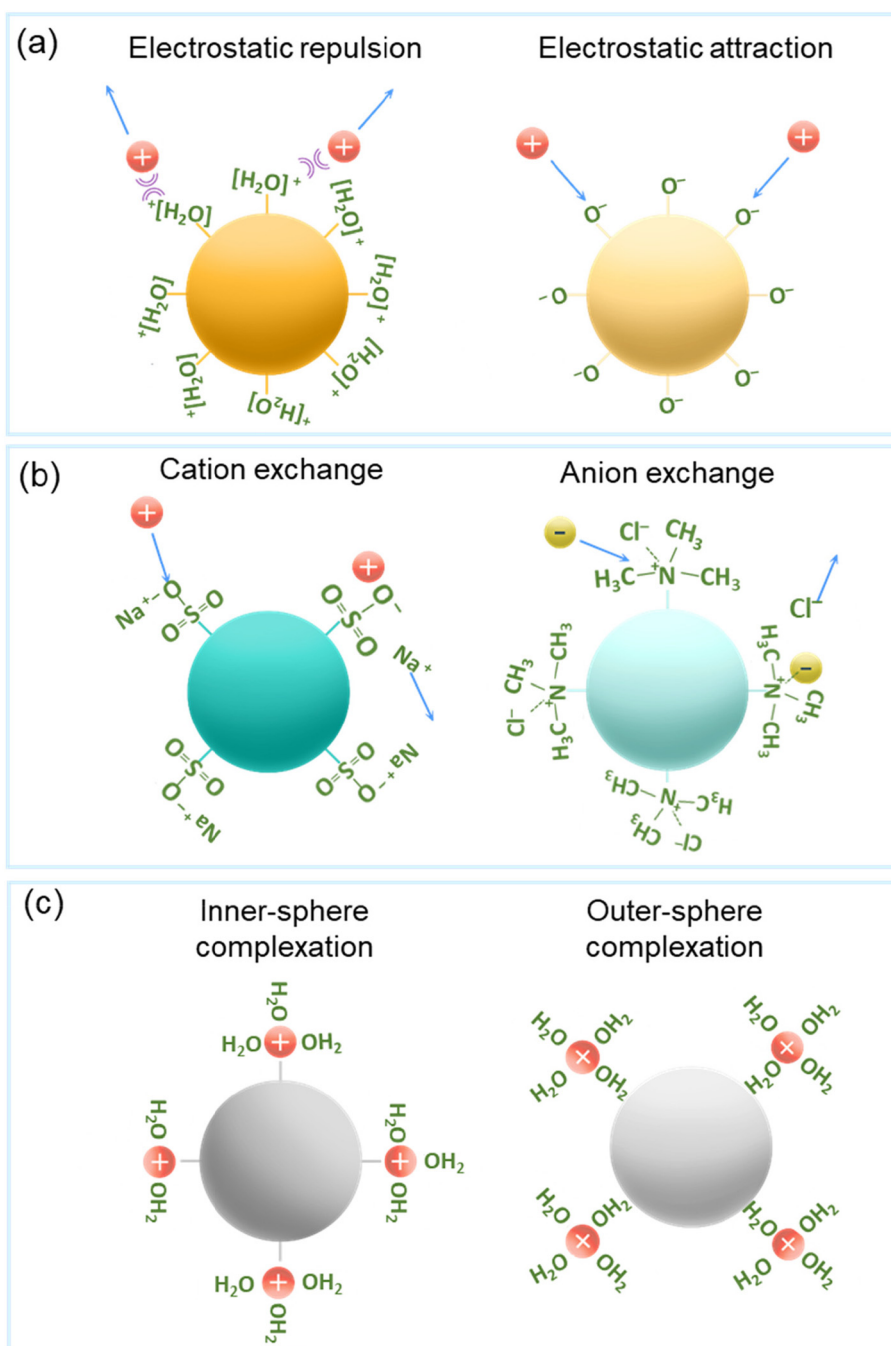 (a)
Electrostatic repulsion
Electrostatic attraction
+
+
+
+
[H₂O]⁺
⁺[H₂O]
[H₂O]⁺
⁺[H₂O]
[H₂O]⁺
⁺[H₂O]
[H₂O]⁺
⁺[H₂O]
O⁻
O⁻
O⁻
-O
O⁻
⁻O
O⁻
O⁻
(b)
Cation exchange
Anion exchange
+
+
Na⁺-O
S
O
O
O
S
O⁻
O
Na⁺
O
S
O
O⁻-Na⁺
O
S
O
O⁻-Na⁺
-
Cl⁻
CH₃
H₃C
N⁺
CH₃
Cl⁻
CH₃
CH₃
N⁺
Cl⁻
H₃C
H₃C
-
N⁺
CH₃
CH₃
CH₃
N⁺
H₃C
CH₃
Cl⁻
(c)
Inner-sphere
complexation
Outer-sphere
complexation
H₂O
H₂O + OH₂
H₂O
+
OH₂
H₂O
+ OH₂
OH₂
H₂O + OH₂
OH₂
H₂O OH₂
+
H₂O OH₂
H₂O OH₂
+
H₂O OH₂
H₂O OH₂
+
H₂O OH₂
H₂O OH₂
+
H₂O OH₂